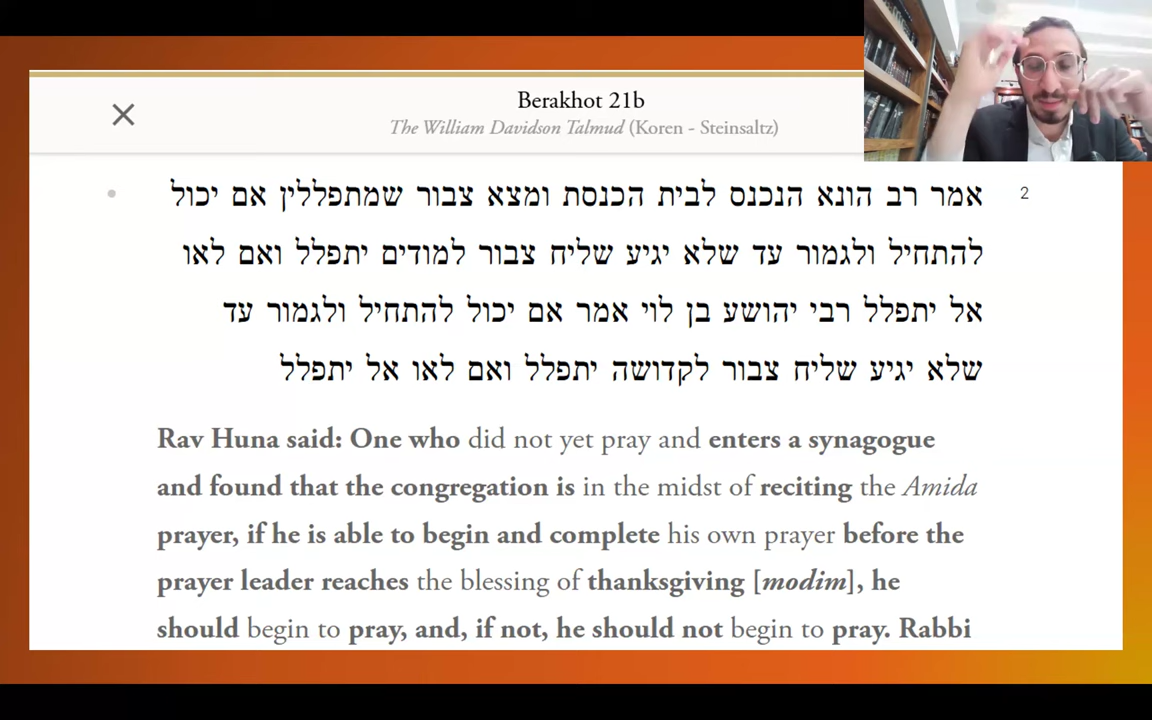 Berakhot 21b
The William Davidson Talmud (Koren - Steinsaltz)
2
אמר רב הונא הנכנס לבית הכנסת ומצא צבור שמתפללין אם יכול
להתחיל ולגמור עד שלא יגיע שליח צבור למודים יתפלל ואם לאו
אל יתפלל רבי יהושע בן לוי אמר אם יכול להתחיל ולגמור עד
שלא יגיע שליח צבור לקדושה יתפלל ואם לאו אל יתפלל
Rav Huna said: One who did not yet pray and enters a synagogue
and found that the congregation is in the midst of reciting the Amida
prayer, if he is able to begin and complete his own prayer before the
prayer leader reaches the blessing of thanksgiving [modim], he
should begin to pray, and, if not, he should not begin to pray. Rabbi